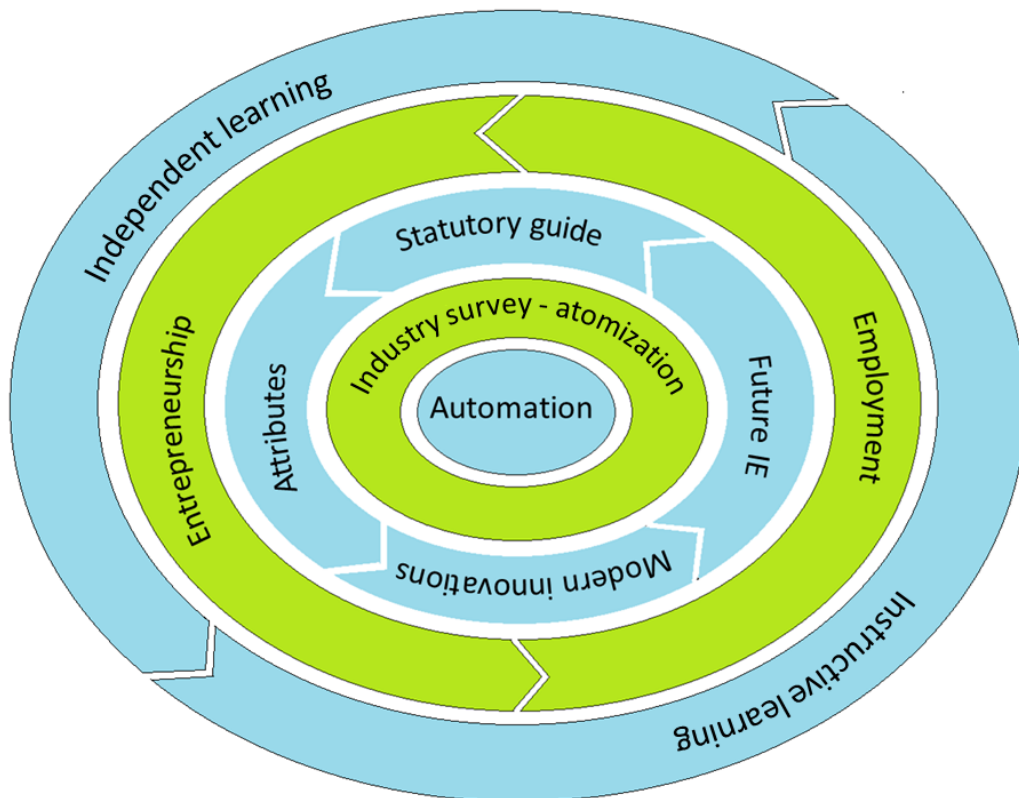 Independent learning
Statutory guide
Industry survey - atomization
Automation
Entrepreneurship
Attributes
Future IE
Employment
Modern innovations
Instructive learning